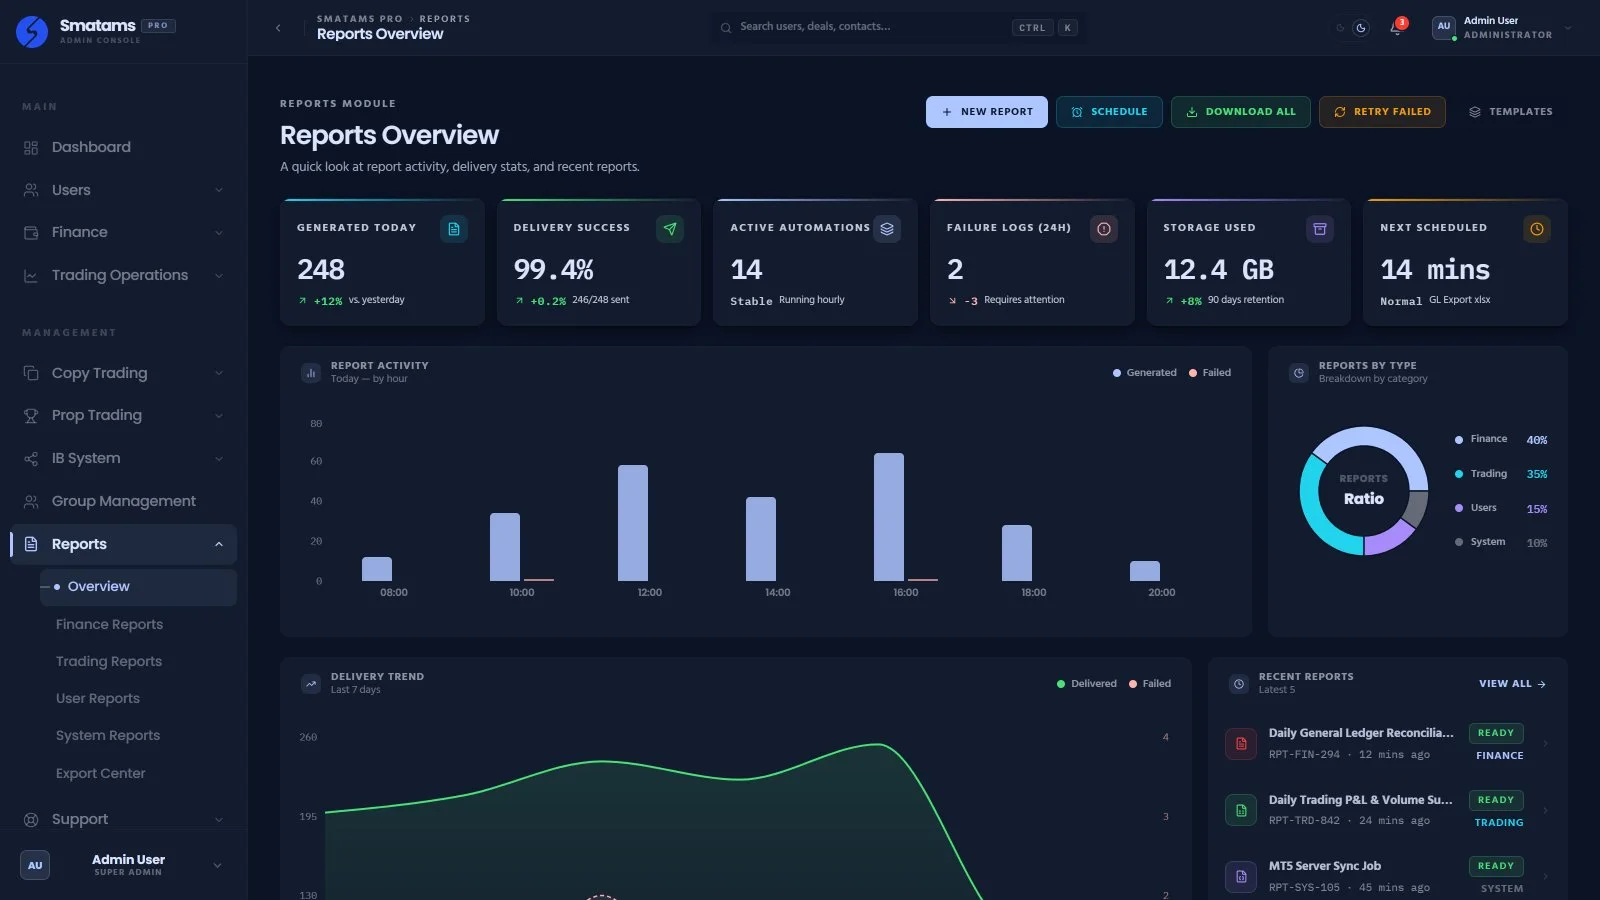 Smatams PRO
ADMIN CONSOLE
MAIN
Dashboard
Users
Finance
Trading Operations
MANAGEMENT
Copy Trading
Prop Trading
IB System
Group Management
Reports
Overview
Finance Reports
Trading Reports
User Reports
System Reports
Export Center
Support
AU
Admin User
SUPER ADMIN
SMATAMS PRO › REPORTS
Reports Overview
Search users, deals, contacts...
CTRL K
3
AU
Admin User
ADMINISTRATOR
REPORTS MODULE
Reports Overview
A quick look at report activity, delivery stats, and recent reports.
+ NEW REPORT
SCHEDULE
DOWNLOAD ALL
RETRY FAILED
TEMPLATES
GENERATED TODAY
248
+12% vs. yesterday
DELIVERY SUCCESS
99.4%
+0.2% 246/248 sent
ACTIVE AUTOMATIONS
14
Stable Running hourly
FAILURE LOGS (24H)
2
-3 Requires attention
STORAGE USED
12.4 GB
+8% 90 days retention
NEXT SCHEDULED
14 mins
Normal GL Export xlsx
REPORT ACTIVITY
Today — by hour
Generated Failed
80
60
40
20
0
08:00 10:00 12:00 14:00 16:00 18:00 20:00
REPORTS BY TYPE
Breakdown by category
REPORTS
Ratio
Finance 40%
Trading 35%
Users 15%
System 10%
DELIVERY TREND
Last 7 days
Delivered Failed
260 4
195 3
130 2
RECENT REPORTS
Latest 5
VIEW ALL →
Daily General Ledger Reconcilia... READY
RPT-FIN-294 · 12 mins ago FINANCE
Daily Trading P&L & Volume Su... READY
RPT-TRD-842 · 24 mins ago TRADING
MT5 Server Sync Job READY
RPT-SYS-105 · 45 mins ago SYSTEM